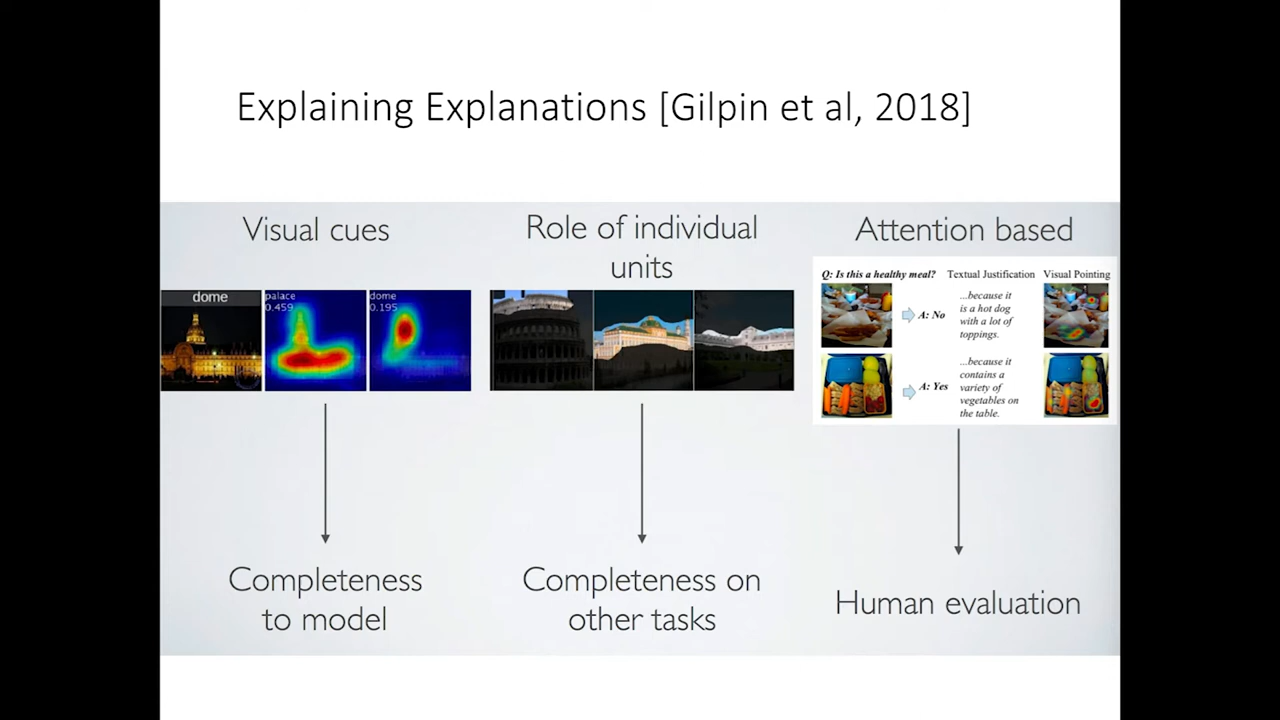 Explaining Explanations [Gilpin et al, 2018]
Visual cues
dome
palace
0.459
dome
0.195
Completeness
to model
Role of individual
units
Completeness on
other tasks
Attention based
Q: Is this a healthy meal?
Textual Justification
Visual Pointing
A: No
...because it
is a hot dog
with a lot of
toppings.
A: Yes
...because it
contains a
variety of
vegetables on
the table.
Human evaluation